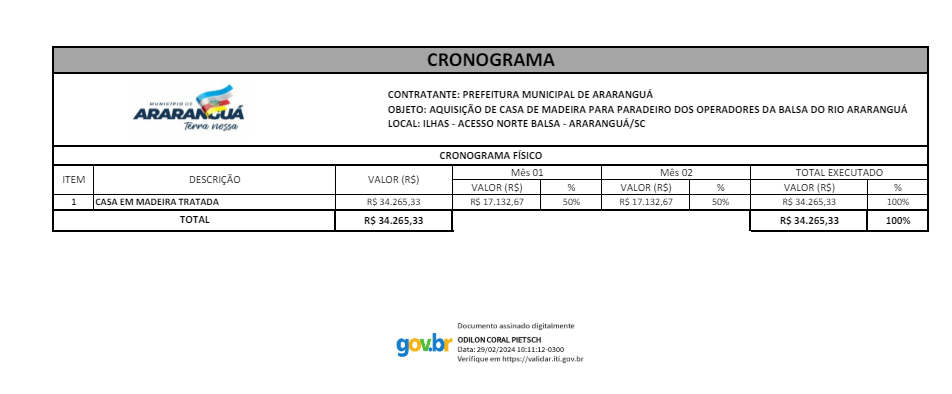 CRONOGRAMA
MUNICÍPIO DE
ARARANGUÁ
Terra nossa
CONTRATANTE: PREFEITURA MUNICIPAL DE ARARANGUÁ
OBJETO: AQUISIÇÃO DE CASA DE MADEIRA PARA PARADEIRO DOS OPERADORES DA BALSA DO RIO ARARANGUÁ
LOCAL: ILHAS - ACESSO NORTE BALSA - ARARANGUÁ/SC
CRONOGRAMA FÍSICO
ITEM DESCRIÇÃO VALOR (R$) Mês 01 Mês 02 TOTAL EXECUTADO
VALOR (R$) % VALOR (R$) % VALOR (R$) %
1 CASA EM MADEIRA TRATADA R$ 34.265,33 R$ 17.132,67 50% R$ 17.132,67 50% R$ 34.265,33 100%
TOTAL R$ 34.265,33 R$ 34.265,33 100%
Documento assinado digitalmente
gov.br ODILON CORAL PIETSCH
Data: 29/02/2024 10:11:12-0300
Verifique em https://validar.iti.gov.br